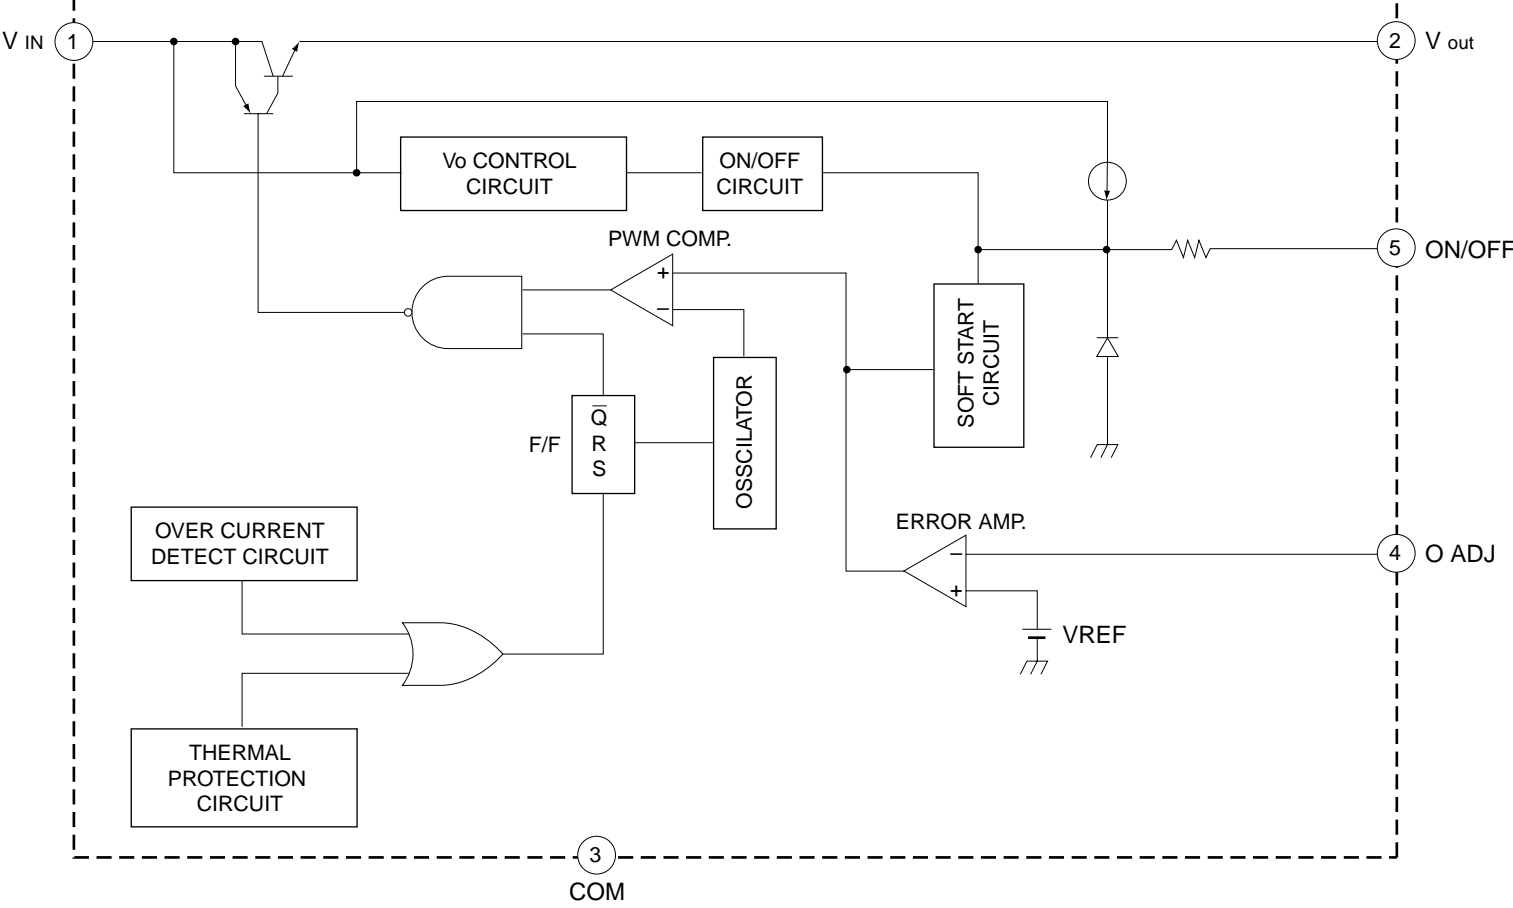 V IN 1
2 V out
Vo CONTROL
CIRCUIT
ON/OFF
CIRCUIT
PWM COMP.
5 ON/OFF
+
−
SOFT START
CIRCUIT
OSSCILATOR
F/F
Q̅
R
S
OVER CURRENT
DETECT CIRCUIT
ERROR AMP.
−
+
4 O ADJ
VREF
THERMAL
PROTECTION
CIRCUIT
3
COM